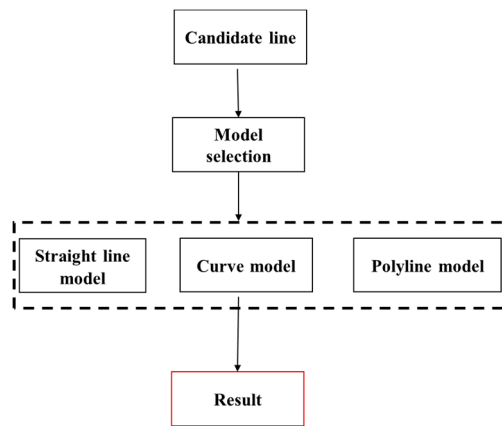 Candidate line
Model
selection
Straight line
model
Curve model
Polyline model
Result